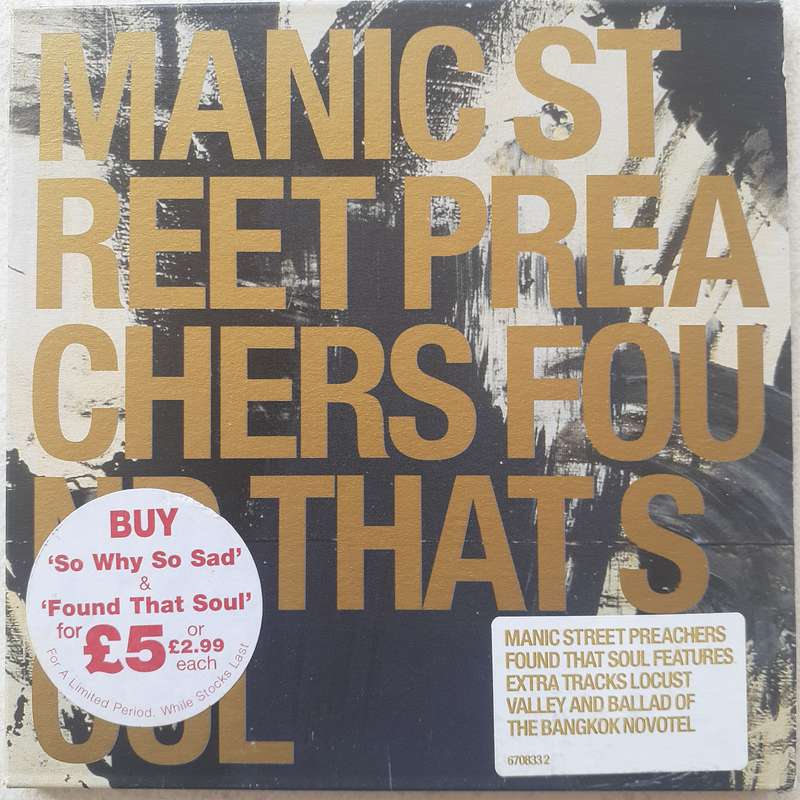 MANIC ST
REET PREA
CHERS FOU
ND THAT S
OUL
BUY
'So Why So Sad'
&
'Found That Soul'
for £5 or £2.99 each
For A Limited Period. While Stocks Last
MANIC STREET PREACHERS
FOUND THAT SOUL FEATURES
EXTRA TRACKS LOCUST
VALLEY AND BALLAD OF
THE BANGKOK NOVOTEL
670833 2